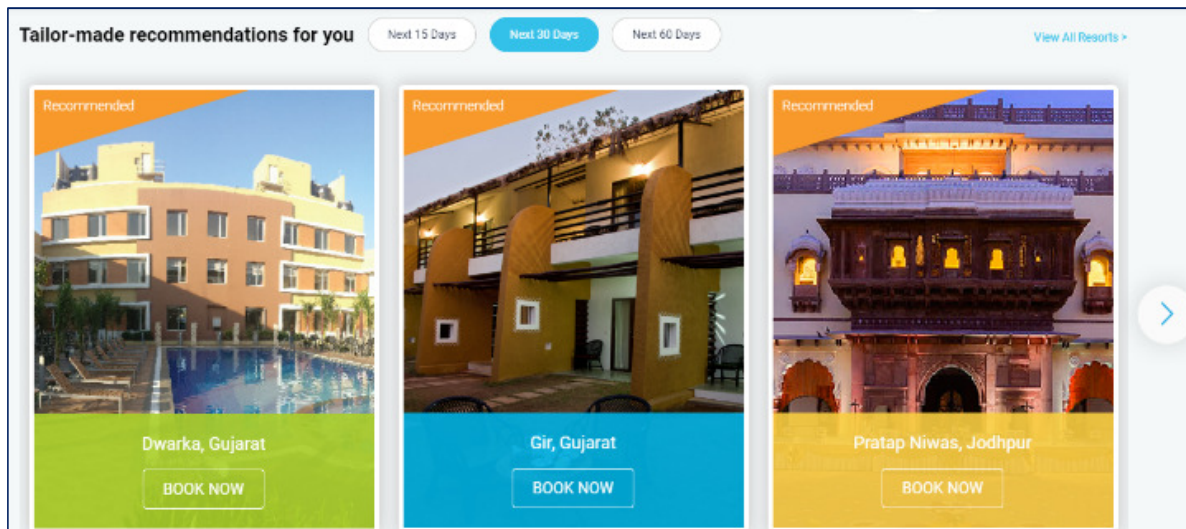 Tailor-made recommendations for you
Next 15 Days
Next 30 Days
Next 60 Days
View All Resorts >
Recommended
Recommended
Recommended
Dwarka, Gujarat
BOOK NOW
Gir, Gujarat
BOOK NOW
Pratap Niwas, Jodhpur
BOOK NOW